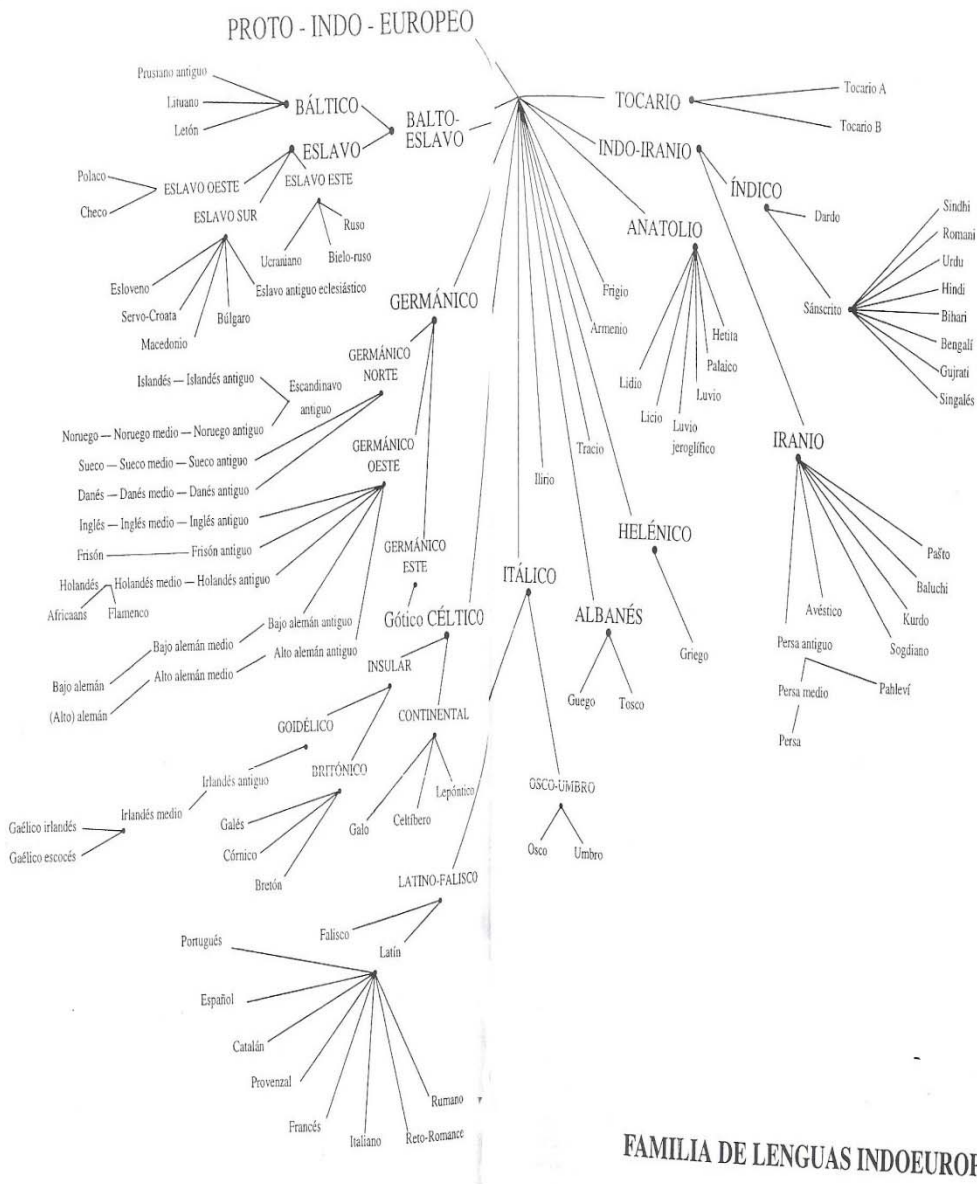 PROTO - INDO - EUROPEO
Prusiano antiguo
Lituano
Letón
BÁLTICO
BALTO-
ESLAVO
ESLAVO
Polaco
Checo
ESLAVO OESTE
ESLAVO ESTE
ESLAVO SUR
Ruso
Ucraniano
Bielo-ruso
Esloveno
Servo-Croata
Macedonio
Búlgaro
Eslavo antiguo eclesiástico
TOCARIO
Tocario A
Tocario B
INDO-IRANIO
ÍNDICO
Dardo
Sánscrito
Sindhi
Romani
Urdu
Hindi
Bihari
Bengalí
Gujrati
Singalés
ANATOLIO
Lidio
Licio
Luvio
jeroglífico
Luvio
Palaico
Hetita
Frigio
Armenio
Tracio
Ilirio
GERMÁNICO
GERMÁNICO
NORTE
Islandés — Islandés antiguo
Escandinavo
antiguo
Noruego — Noruego medio — Noruego antiguo
Sueco — Sueco medio — Sueco antiguo
Danés — Danés medio — Danés antiguo
GERMÁNICO
OESTE
Inglés — Inglés medio — Inglés antiguo
Frisón — Frisón antiguo
Holandés — Holandés medio — Holandés antiguo
Africaans
Flamenco
Bajo alemán
Bajo alemán medio
Bajo alemán antiguo
(Alto) alemán
Alto alemán medio
Alto alemán antiguo
GERMÁNICO
ESTE
Gótico
CÉLTICO
INSULAR
GOIDÉLICO
Irlandés antiguo
Irlandés medio
Gaélico irlandés
Gaélico escocés
BRITÓNICO
Galés
Córnico
Bretón
CONTINENTAL
Galo
Celtíbero
Lepóntico
ITÁLICO
OSCO-UMBRO
Osco
Umbro
LATINO-FALISCO
Falisco
Latín
Portugués
Español
Catalán
Provenzal
Francés
Italiano
Reto-Romance
Rumano
ALBANÉS
Guego
Tosco
HELÉNICO
Griego
IRANIO
Pašto
Baluchi
Kurdo
Sogdiano
Avéstico
Persa antiguo
Persa medio
Pahleví
Persa
FAMILIA DE LENGUAS INDOEUROP